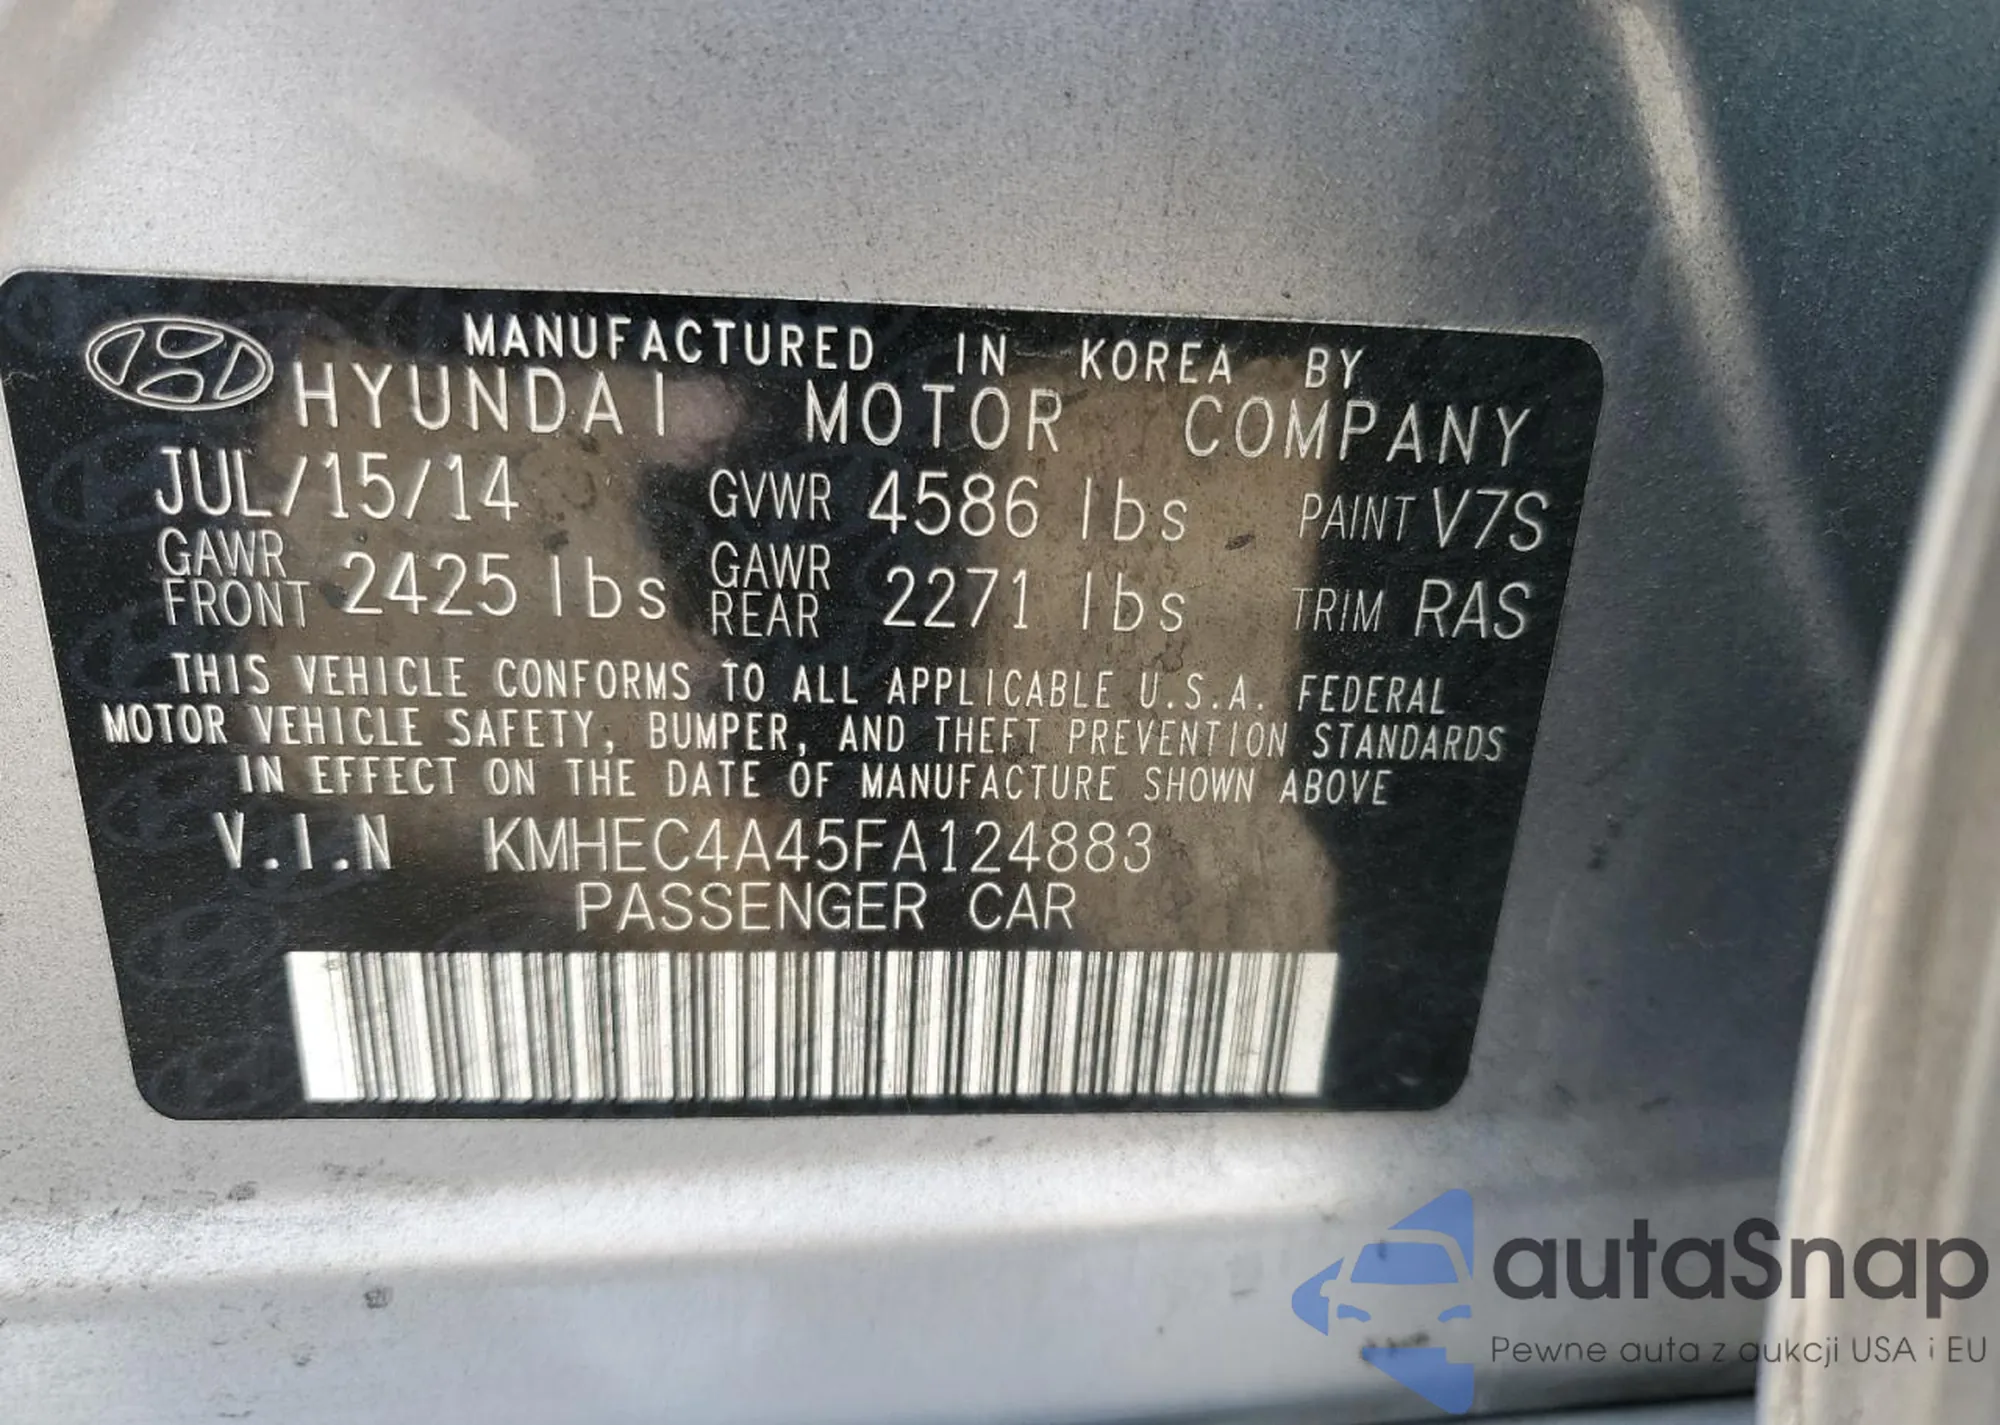 MANUFACTURED IN KOREA BY
HYUNDAI MOTOR COMPANY
JUL/15/14 GVWR 4586 lbs PAINT V7S
GAWR FRONT 2425 lbs GAWR REAR 2271 lbs TRIM RAS
THIS VEHICLE CONFORMS TO ALL APPLICABLE U.S.A. FEDERAL
MOTOR VEHICLE SAFETY, BUMPER, AND THEFT PREVENTION STANDARDS
IN EFFECT ON THE DATE OF MANUFACTURE SHOWN ABOVE
V.I.N KMHEC4A45FA124883
PASSENGER CAR
autaSnap
Pewne auta z aukcji USA i EU